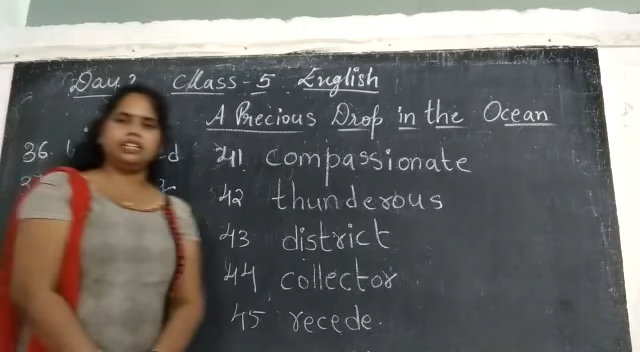 Day 2 Class-5 English
A Precious Drop in the Ocean
36.
41 compassionate
42 thunderous
43 district
44 collector
45 recede.